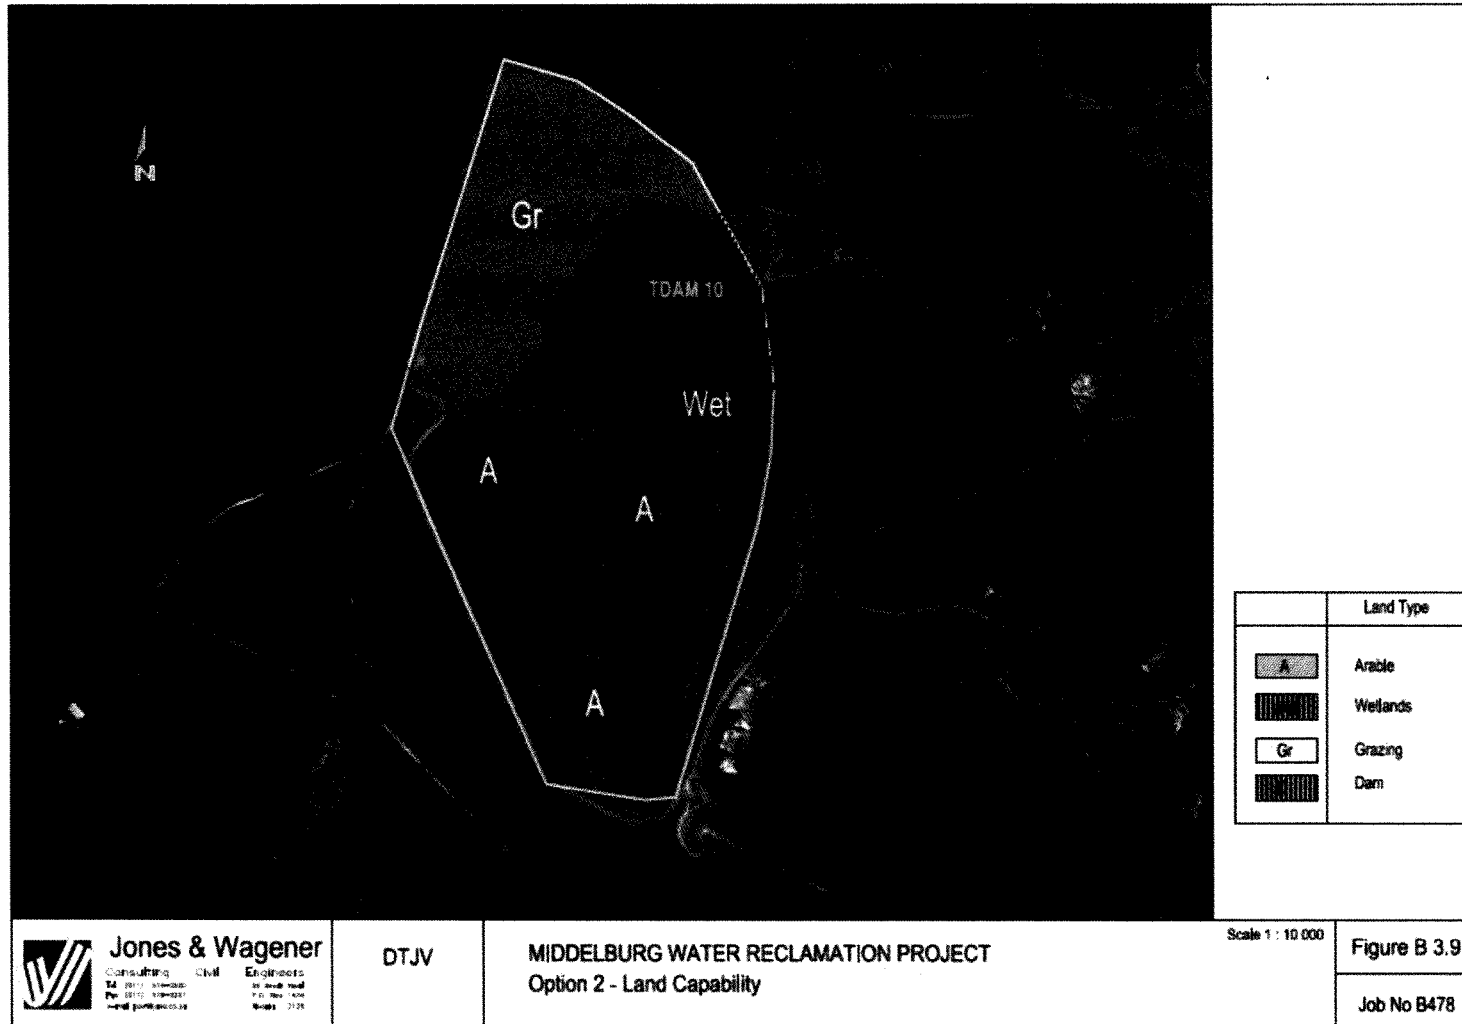 N
Gr
TDAM 10
Wet
A
A
A
Land Type
A Arable
Wetlands
Gr Grazing
Dam
Jones & Wagener
Consulting Civil Engineers
DTJV
MIDDELBURG WATER RECLAMATION PROJECT
Option 2 - Land Capability
Scale 1 : 10 000
Figure B 3.9
Job No B478